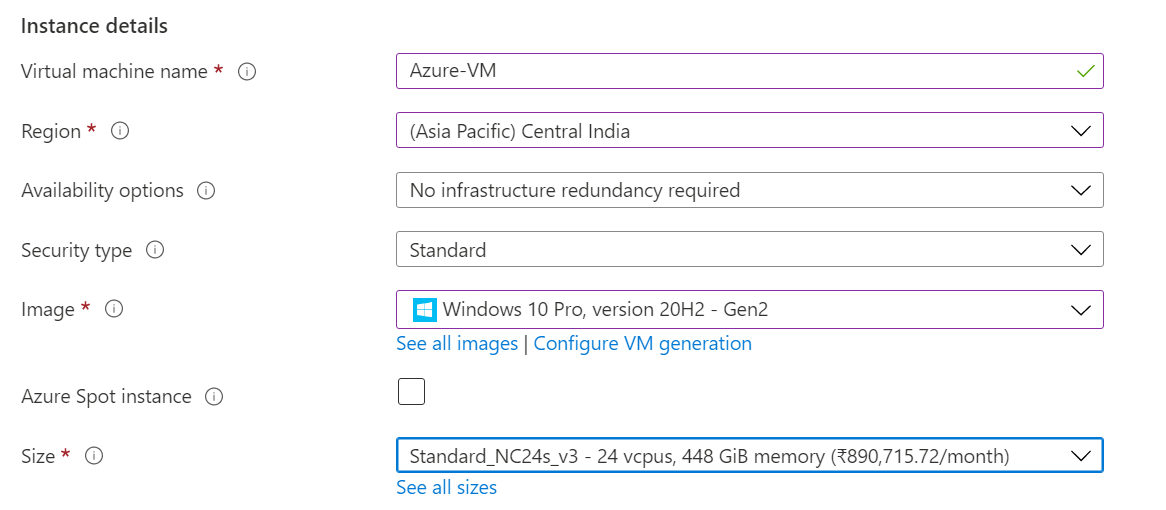 Instance details
Virtual machine name * Azure-VM
Region * (Asia Pacific) Central India
Availability options No infrastructure redundancy required
Security type Standard
Image * Windows 10 Pro, version 20H2 - Gen2
See all images | Configure VM generation
Azure Spot instance
Size * Standard_NC24s_v3 - 24 vcpus, 448 GiB memory (₹890,715.72/month)
See all sizes